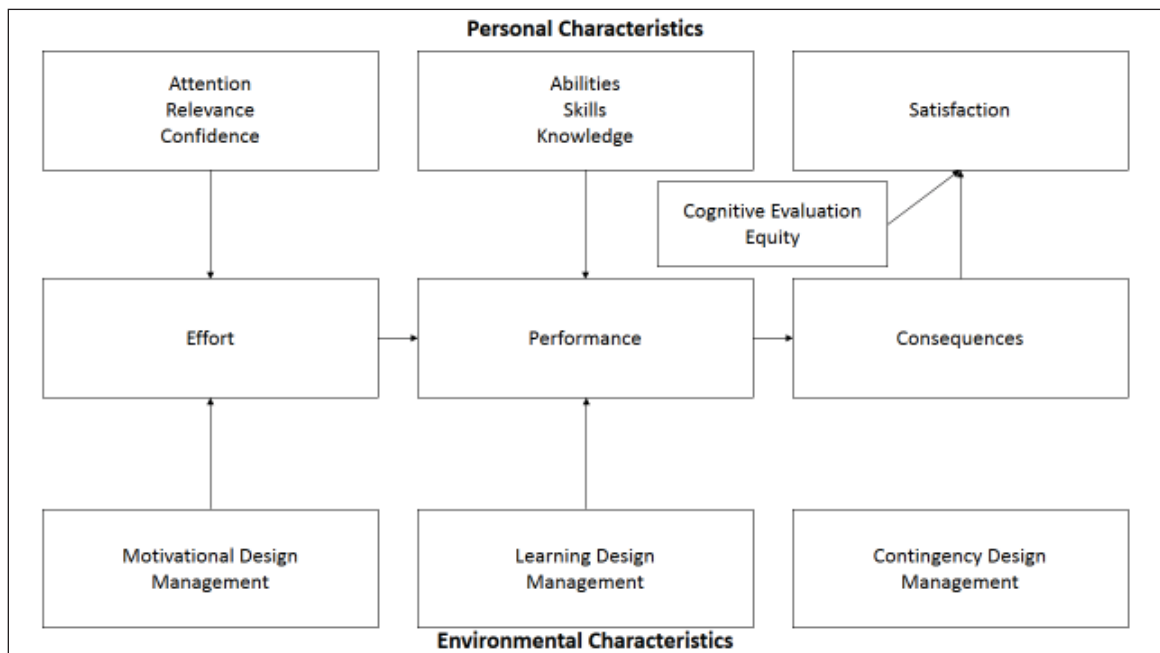 Personal Characteristics
Attention
Relevance
Confidence
Abilities
Skills
Knowledge
Satisfaction
Cognitive Evaluation
Equity
Effort
Performance
Consequences
Motivational Design
Management
Learning Design
Management
Contingency Design
Management
Environmental Characteristics